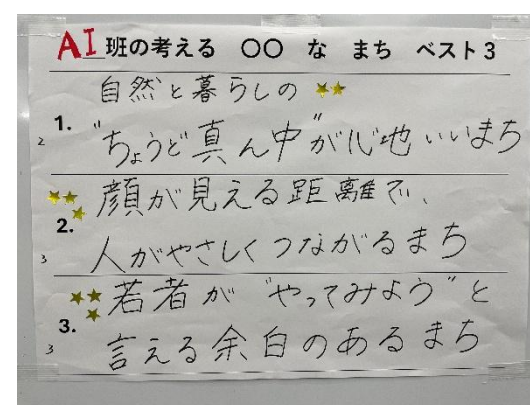 AI班の考える 〇〇 な まち ベスト3
自然と暮らしの
1. "ちょうど真ん中"が心地いいまち
2
顔が見える距離で、
2. 人がやさしくつながるまち
3
若者が "やってみよう" と
3. 言える余白のあるまち
3